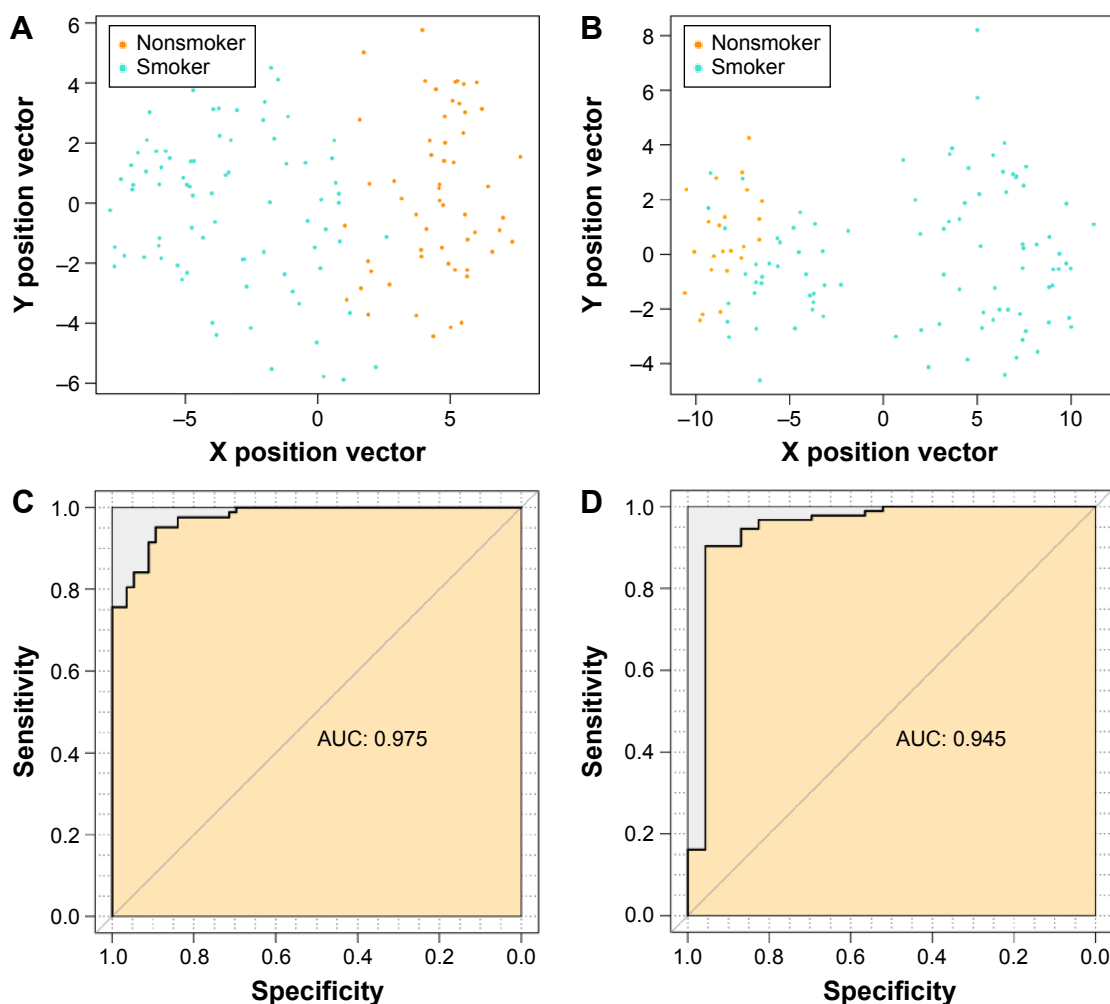 A
Nonsmoker
Smoker
6
4
2
0
–2
–4
–6
Y position vector
–5
0
5
X position vector
B
Nonsmoker
Smoker
8
6
4
2
0
–2
–4
Y position vector
–10
–5
0
5
10
X position vector
C
1.0
0.8
0.6
0.4
0.2
0.0
Sensitivity
AUC: 0.975
1.0
0.8
0.6
0.4
0.2
0.0
Specificity
D
1.0
0.8
0.6
0.4
0.2
0.0
Sensitivity
AUC: 0.945
1.0
0.8
0.6
0.4
0.2
0.0
Specificity